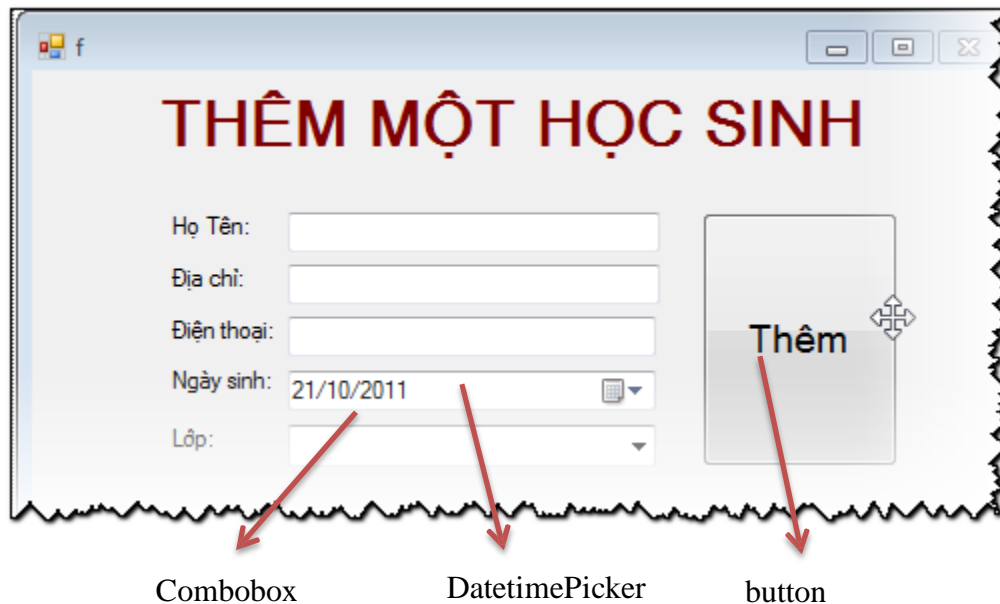 f
THÊM MỘT HỌC SINH
Họ Tên:
Địa chỉ:
Điện thoại:
Ngày sinh: 21/10/2011
Lớp:
Thêm
Combobox DatetimePicker button